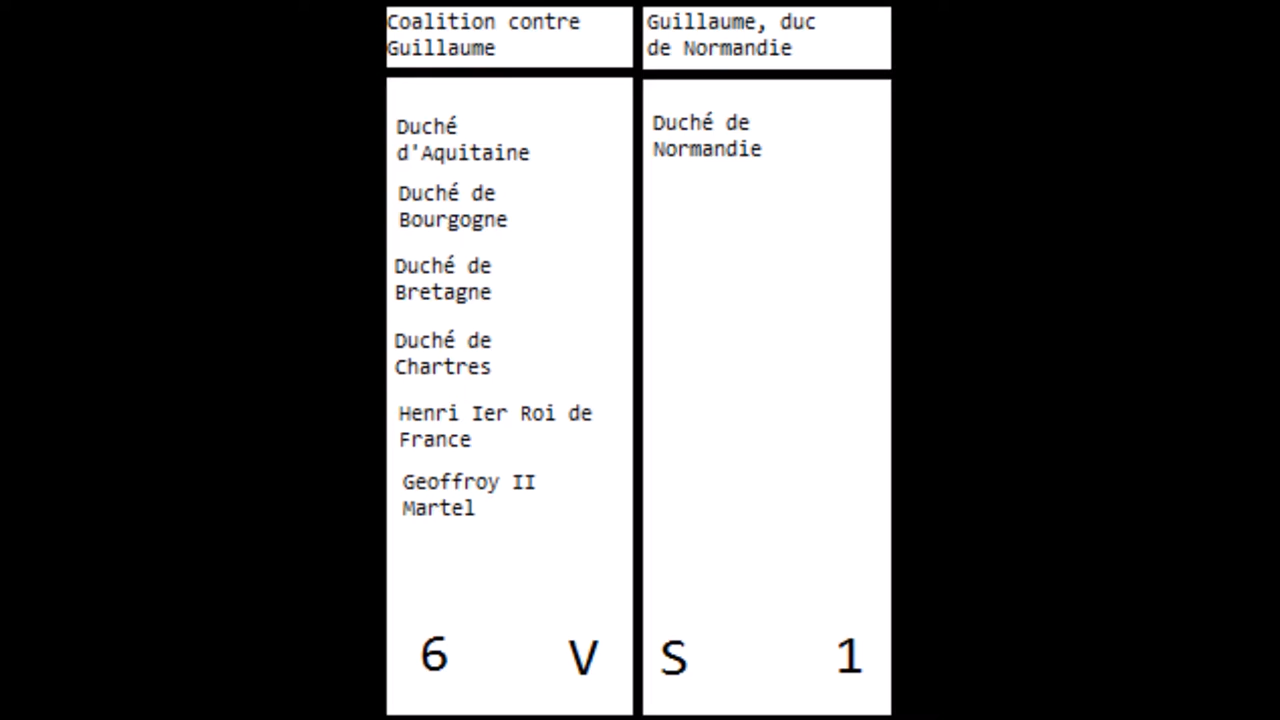 Coalition contre
Guillaume
Guillaume, duc
de Normandie
Duché
d'Aquitaine
Duché de
Bourgogne
Duché de
Bretagne
Duché de
Chartres
Henri Ier Roi de
France
Geoffroy II
Martel
Duché de
Normandie
6 V S 1